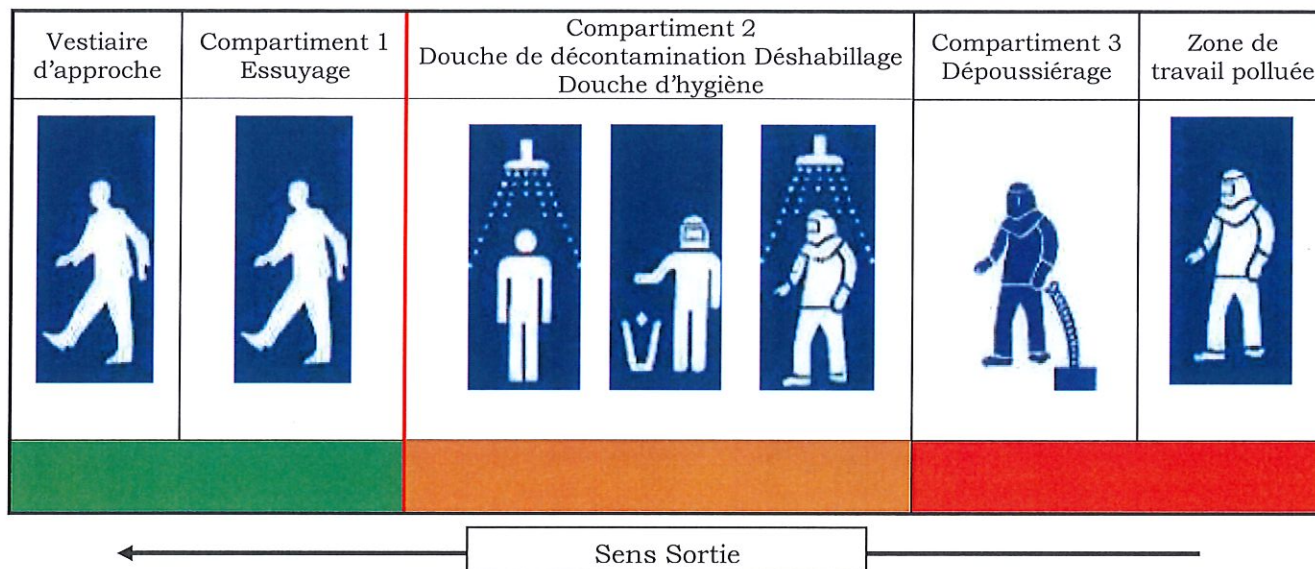 Vestiaire
d'approche
Compartiment 1
Essuyage
Compartiment 2
Douche de décontamination Déshabillage
Douche d'hygiène
Compartiment 3
Dépoussiérage
Zone de
travail polluée
Sens Sortie